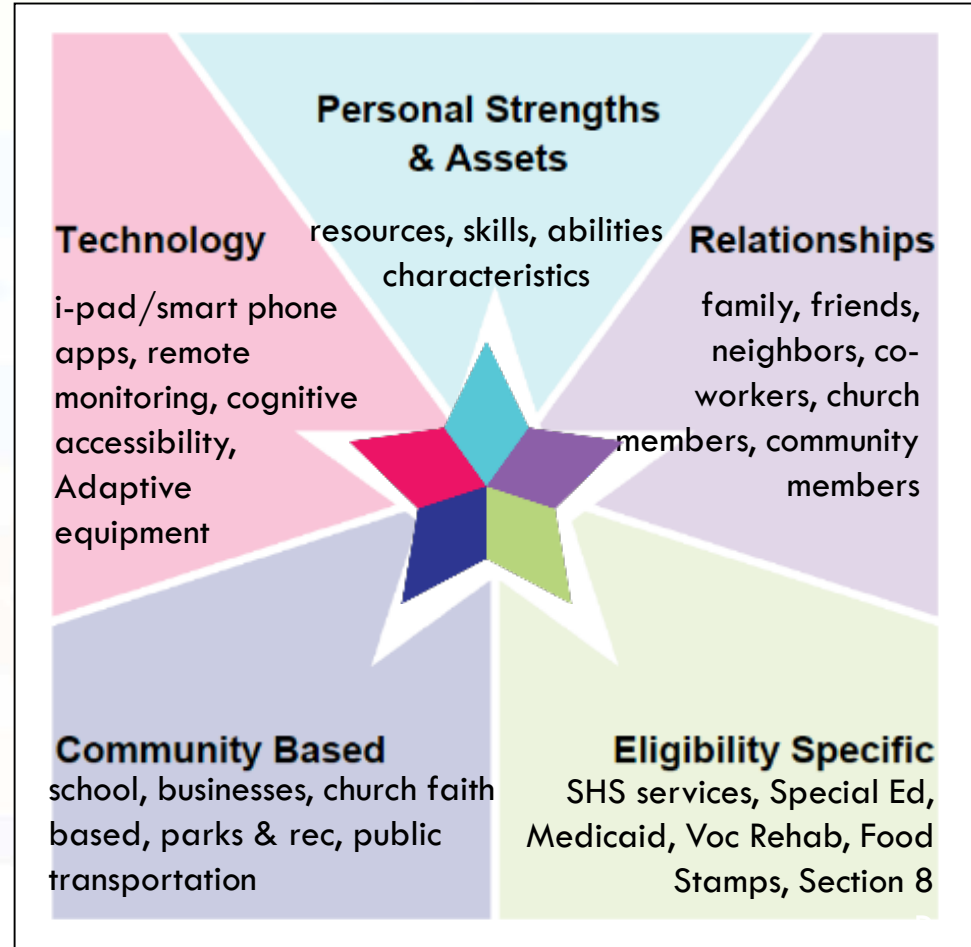 Personal Strengths
& Assets
resources, skills, abilities
characteristics
Technology
i-pad/smart phone
apps, remote
monitoring, cognitive
accessibility,
Adaptive
equipment
Relationships
family, friends,
neighbors, co-
workers, church
members, community
members
Community Based
school, businesses, church faith
based, parks & rec, public
transportation
Eligibility Specific
SHS services, Special Ed,
Medicaid, Voc Rehab, Food
Stamps, Section 8